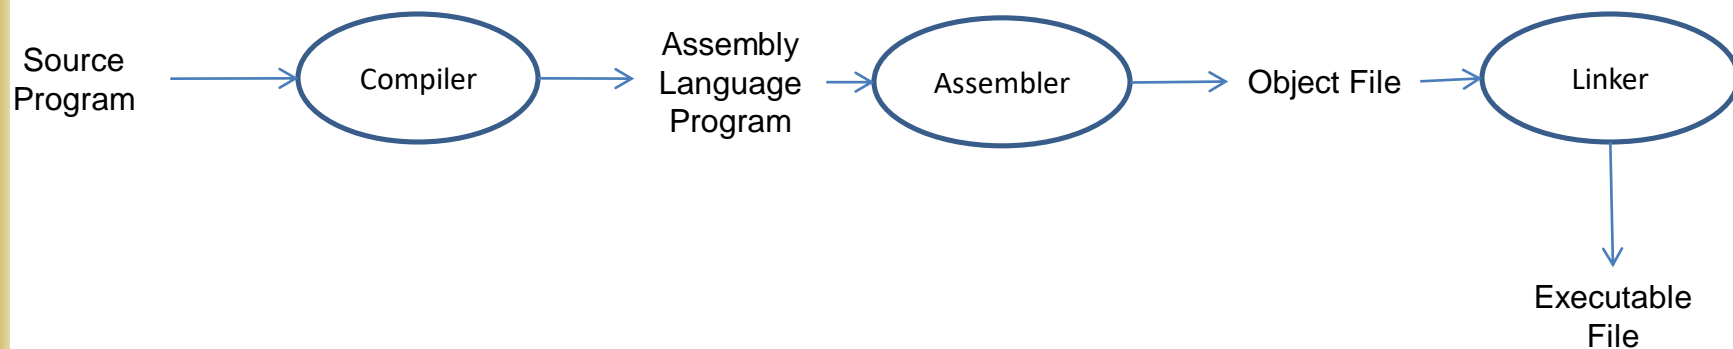 Source
Program
Compiler
Assembly
Language
Program
Assembler
Object File
Linker
Executable
File